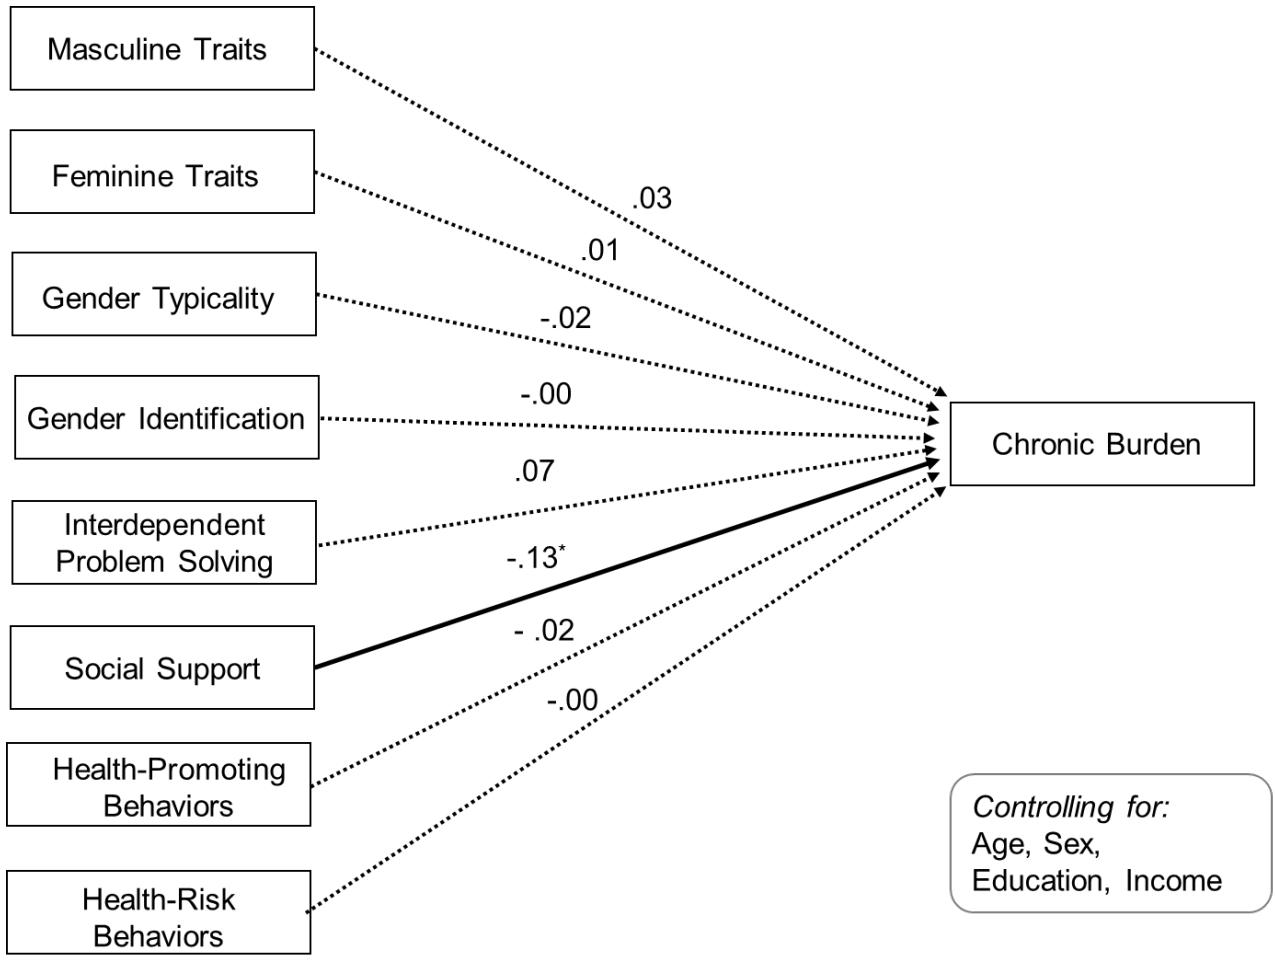 Masculine Traits
Feminine Traits
Gender Typicality
Gender Identification
Interdependent
Problem Solving
Social Support
Health-Promoting
Behaviors
Health-Risk
Behaviors
.03
.01
-.02
-.00
.07
-.13*
- .02
-.00
Chronic Burden
Controlling for:
Age, Sex,
Education, Income